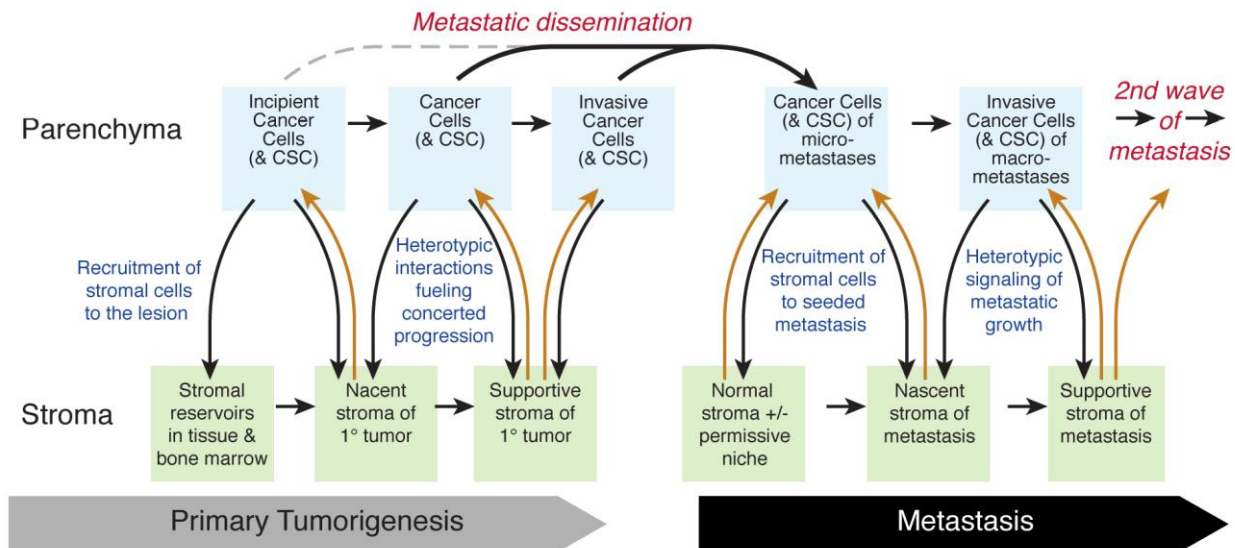 Metastatic dissemination
Parenchyma
Incipient
Cancer
Cells
(& CSC)
Cancer
Cells
(& CSC)
Invasive
Cancer
Cells
(& CSC)
Cancer Cells
(& CSC) of
micro-
metastases
Invasive
Cancer Cells
(& CSC) of
macro-
metastases
2nd wave
of
metastasis
Recruitment of
stromal cells
to the lesion
Heterotypic
interactions
fueling
concerted
progression
Recruitment of
stromal cells
to seeded
metastasis
Heterotypic
signaling of
metastatic
growth
Stroma
Stromal
reservoirs
in tissue &
bone marrow
Nacent
stroma of
1° tumor
Supportive
stroma of
1° tumor
Normal
stroma +/-
permissive
niche
Nascent
stroma of
metastasis
Supportive
stroma of
metastasis
Primary Tumorigenesis
Metastasis